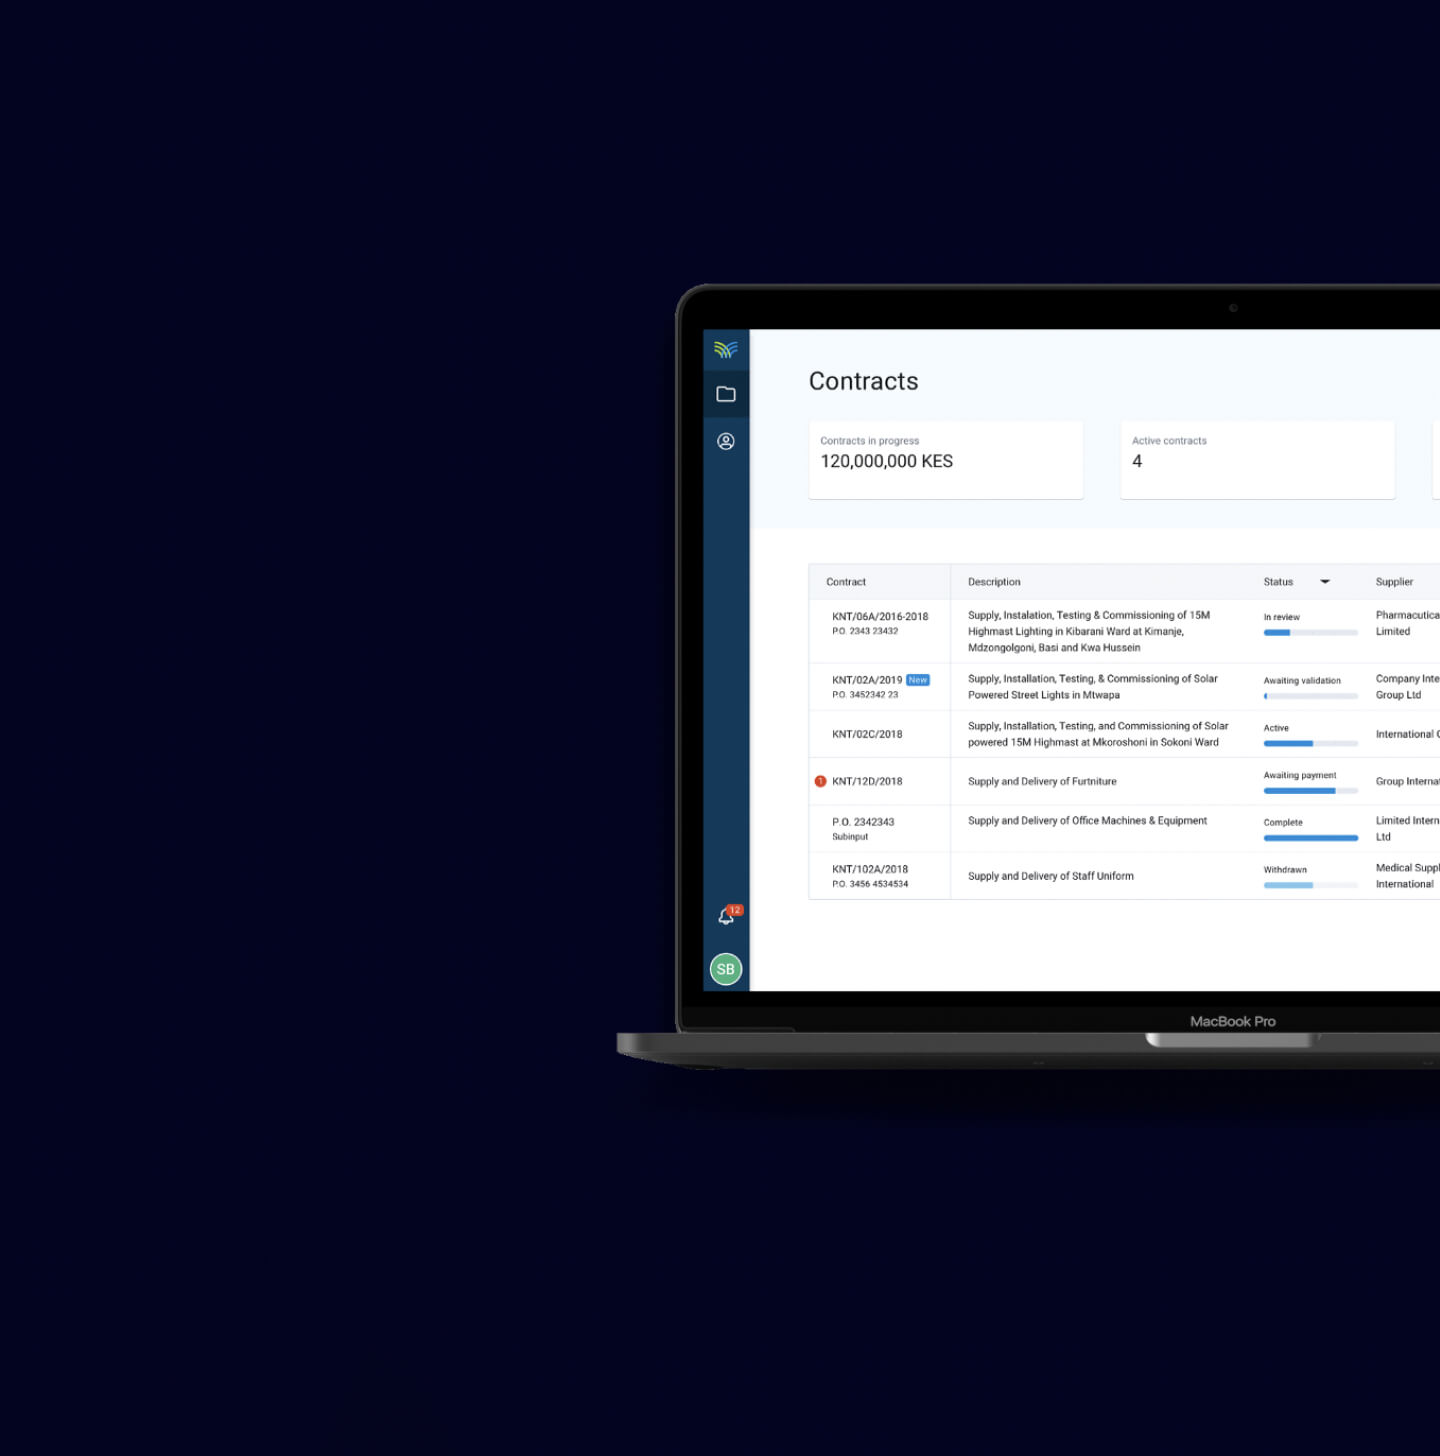 Contracts
Contracts in progress
120,000,000 KES
Active contracts
4
Contract
Description
Status
Supplier
KNT/06A/2016-2018
P.O. 2343 23432
Supply, Instalation, Testing & Commissioning of 15M
Highmast Lighting in Kibarani Ward at Kimanje,
Mdzongolgoni, Basi and Kwa Hussein
In review
Pharmaceutica
Limited
KNT/02A/2019 New
P.O. 3452342 23
Supply, Installation, Testing, & Commissioning of Solar
Powered Street Lights in Mtwapa
Awaiting validation
Company Inte
Group Ltd
KNT/02C/2018
Supply, Installation, Testing, and Commissioning of Solar
powered 15M Highmast at Mkoroshoni in Sokoni Ward
Active
International
1 KNT/12D/2018
Supply and Delivery of Furtniture
Awaiting payment
Group Internat
P.O. 2342343
Subinput
Supply and Delivery of Office Machines & Equipment
Complete
Limited Intern
Ltd
KNT/102A/2018
P.O. 3456 4534534
Supply and Delivery of Staff Uniform
Withdrawn
Medical Suppl
International
12
SB
MacBook Pro